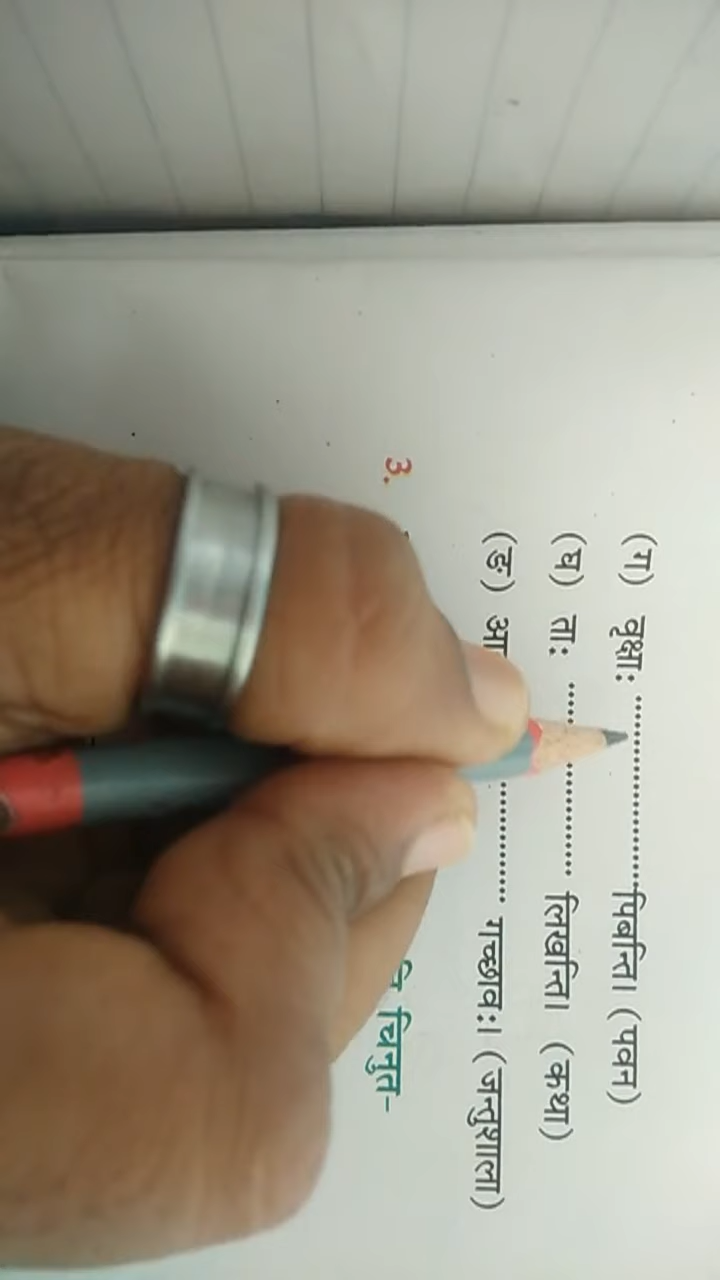 (ग) वृक्षाः ........................ पिबन्ति। (पवन)
(घ) ताः ........................ लिखन्ति। (कथा)
(ङ) ........................ गच्छावः। (जन्तुशाला)
3. चिनुत–